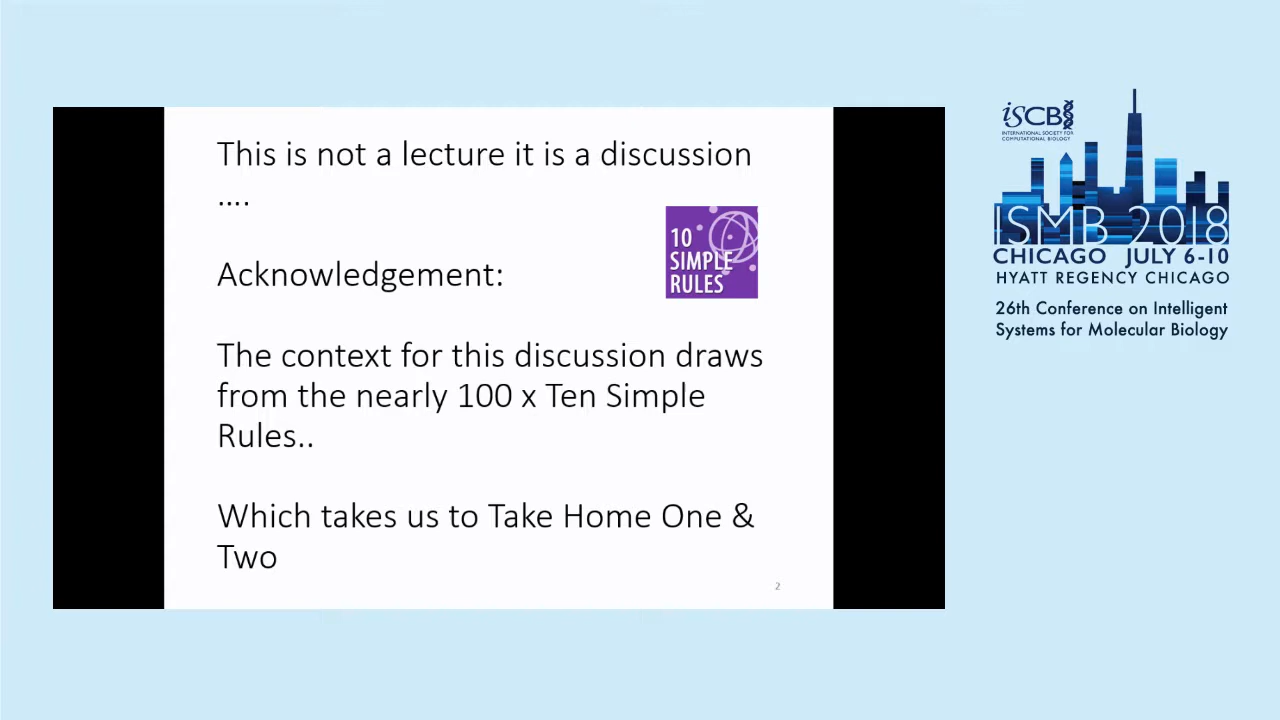 This is not a lecture it is a discussion
....
10
SIMPLE
RULES
Acknowledgement:
The context for this discussion draws
from the nearly 100 x Ten Simple
Rules..
Which takes us to Take Home One &
Two
2
iSCB
INTERNATIONAL SOCIETY FOR
COMPUTATIONAL BIOLOGY
ISMB 2018
CHICAGO JULY 6-10
HYATT REGENCY CHICAGO
26th Conference on Intelligent
Systems for Molecular Biology